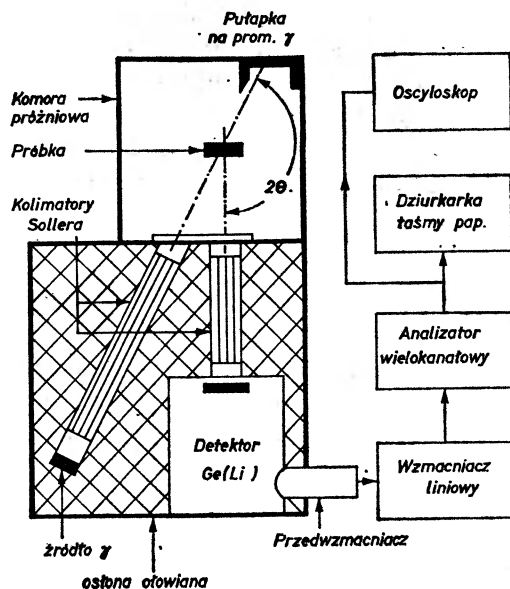 Pułapka
na prom. γ
Komora
próżniowa
Próbka
2θ.
Kolimatory
Sollera
Oscyloskop
Dziurkarka
taśmy pap.
Analizator
wielokanałowy
Detektor
Ge(Li)
Wzmacniacz
liniowy
Przedwzmacniacz
źródło γ
osłona ołowiana